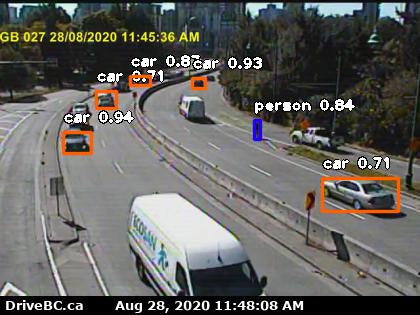 GB 027 28/08/2020 11:45:36 AM
car 0.87
car 0.93
car 0.71
person 0.84
car 0.94
car 0.71
ECOSAN
DriveBC.ca Aug 28, 2020 11:48:08 AM